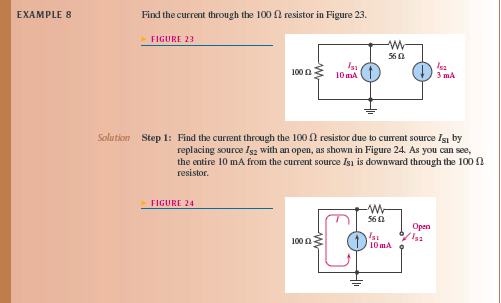 EXAMPLE 8
Find the current through the 100 Ω resistor in Figure 23.
FIGURE 23
56 Ω
100 Ω
IS1
10 mA
IS2
3 mA
Solution
Step 1: Find the current through the 100 Ω resistor due to current source IS1 by
replacing source IS2 with an open, as shown in Figure 24. As you can see,
the entire 10 mA from the current source IS1 is downward through the 100 Ω
resistor.
FIGURE 24
56 Ω
Open
100 Ω
IS1
10 mA
IS2